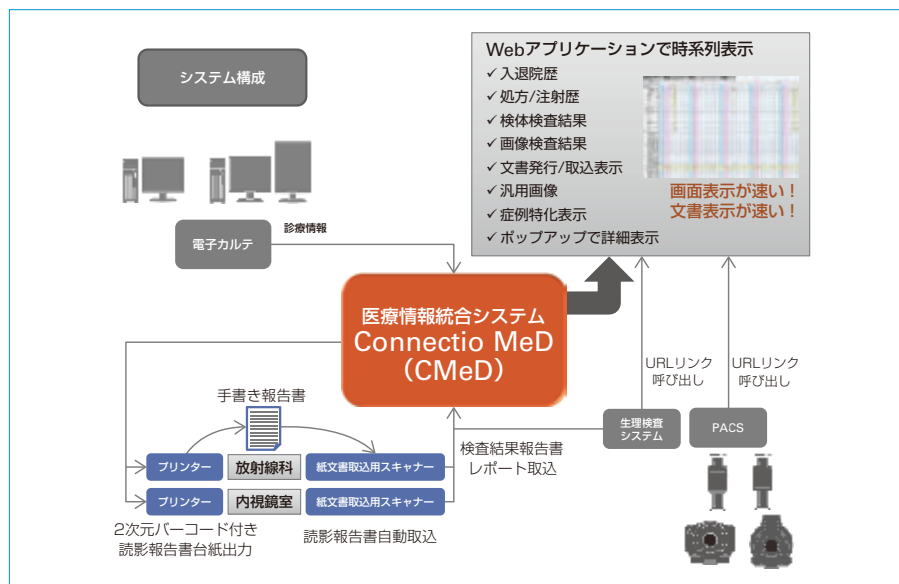 システム構成
Webアプリケーションで時系列表示
✓入退院歴
✓処方/注射歴
✓検体検査結果
✓画像検査結果
✓文書発行/取込表示
✓汎用画像
✓症例特化表示
✓ポップアップで詳細表示
画面表示が速い！
文書表示が速い！
電子カルテ
診療情報
医療情報統合システム
Connectio MeD
（CMeD）
URLリンク
呼び出し
URLリンク
呼び出し
手書き報告書
生理検査
システム
PACS
検査結果報告書
レポート取込
プリンター
放射線科
紙文書取込用スキャナー
プリンター
内視鏡室
紙文書取込用スキャナー
2次元バーコード付き
読影報告書台紙出力
読影報告書自動取込